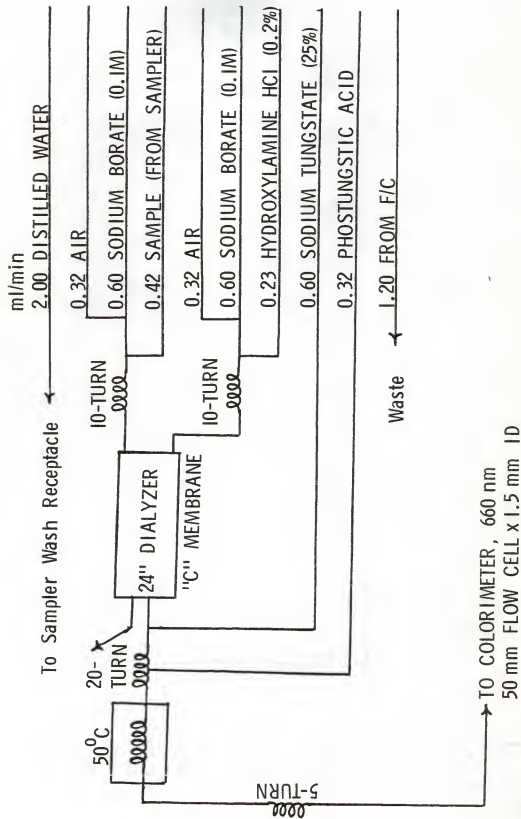 ml/min
To Sampler Wash Receptacle
2.00 DISTILLED WATER
0.32 AIR
0.60 SODIUM BORATE (0.1M)
0.42 SAMPLE (FROM SAMPLER)
10-TURN
0.32 AIR
0.60 SODIUM BORATE (0.1M)
0.23 HYDROXYLAMINE HCl (0.2%)
10-TURN
0.60 SODIUM TUNGSTATE (25%)
0.32 PHOSTUNGSTIC ACID
1.20 FROM F/C
Waste
24" DIALYZER
"C" MEMBRANE
20-
TURN
50°C
5-TURN
TO COLORIMETER, 660 nm
50 mm FLOW CELL x 1.5 mm ID